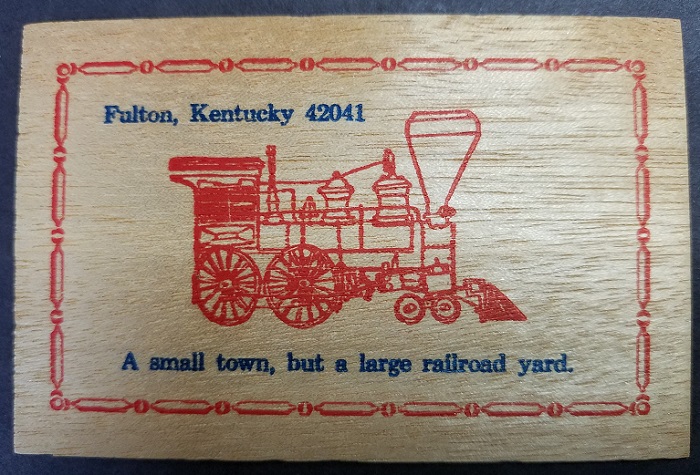 Fulton, Kentucky 42041
A small town, but a large railroad yard.